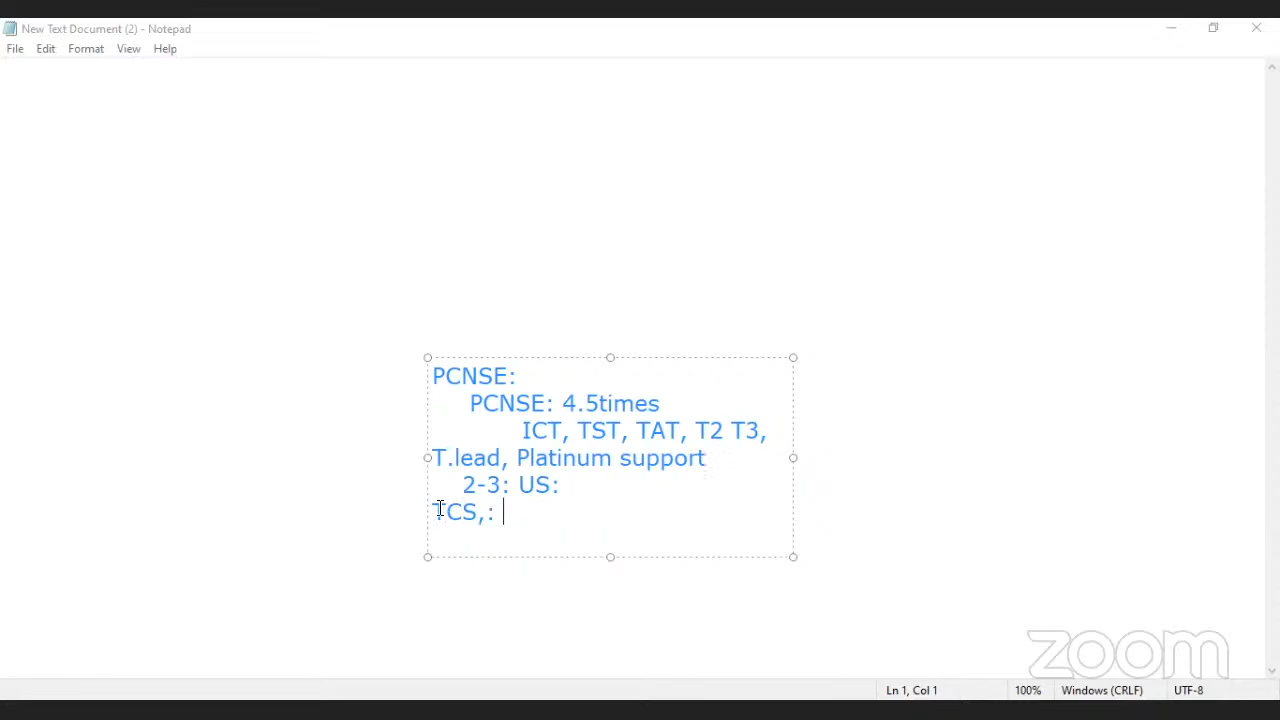 New Text Document (2) - Notepad
File Edit Format View Help
PCNSE:
PCNSE: 4.5times
ICT, TST, TAT, T2 T3,
T.lead, Platinum support
2-3: US:
TCS,:
zoom
Ln 1, Col 1 100% Windows (CRLF) UTF-8